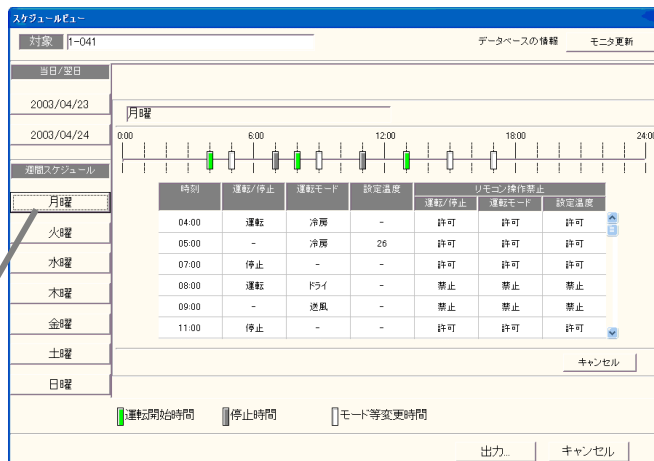 スケジュールビュー
対象 1-041 データベースの情報 モニタ更新
当日/翌日
2003/04/23
2003/04/24
週間スケジュール
月曜
火曜
水曜
木曜
金曜
土曜
日曜
月曜
0:00 6:00 12:00 18:00 24:00
時刻 運転/停止 運転モード 設定温度 リモコン操作禁止
運転/停止 運転モード 設定温度
04:00 運転 冷房 - 許可 許可 許可
05:00 - 冷房 26 許可 許可 許可
07:00 停止 - - 許可 許可 許可
08:00 運転 ドライ - 禁止 禁止 禁止
09:00 - 送風 - 禁止 禁止 禁止
11:00 停止 - - 許可 許可 許可
キャンセル
運転開始時間 停止時間 モード等変更時間
出力... キャンセル